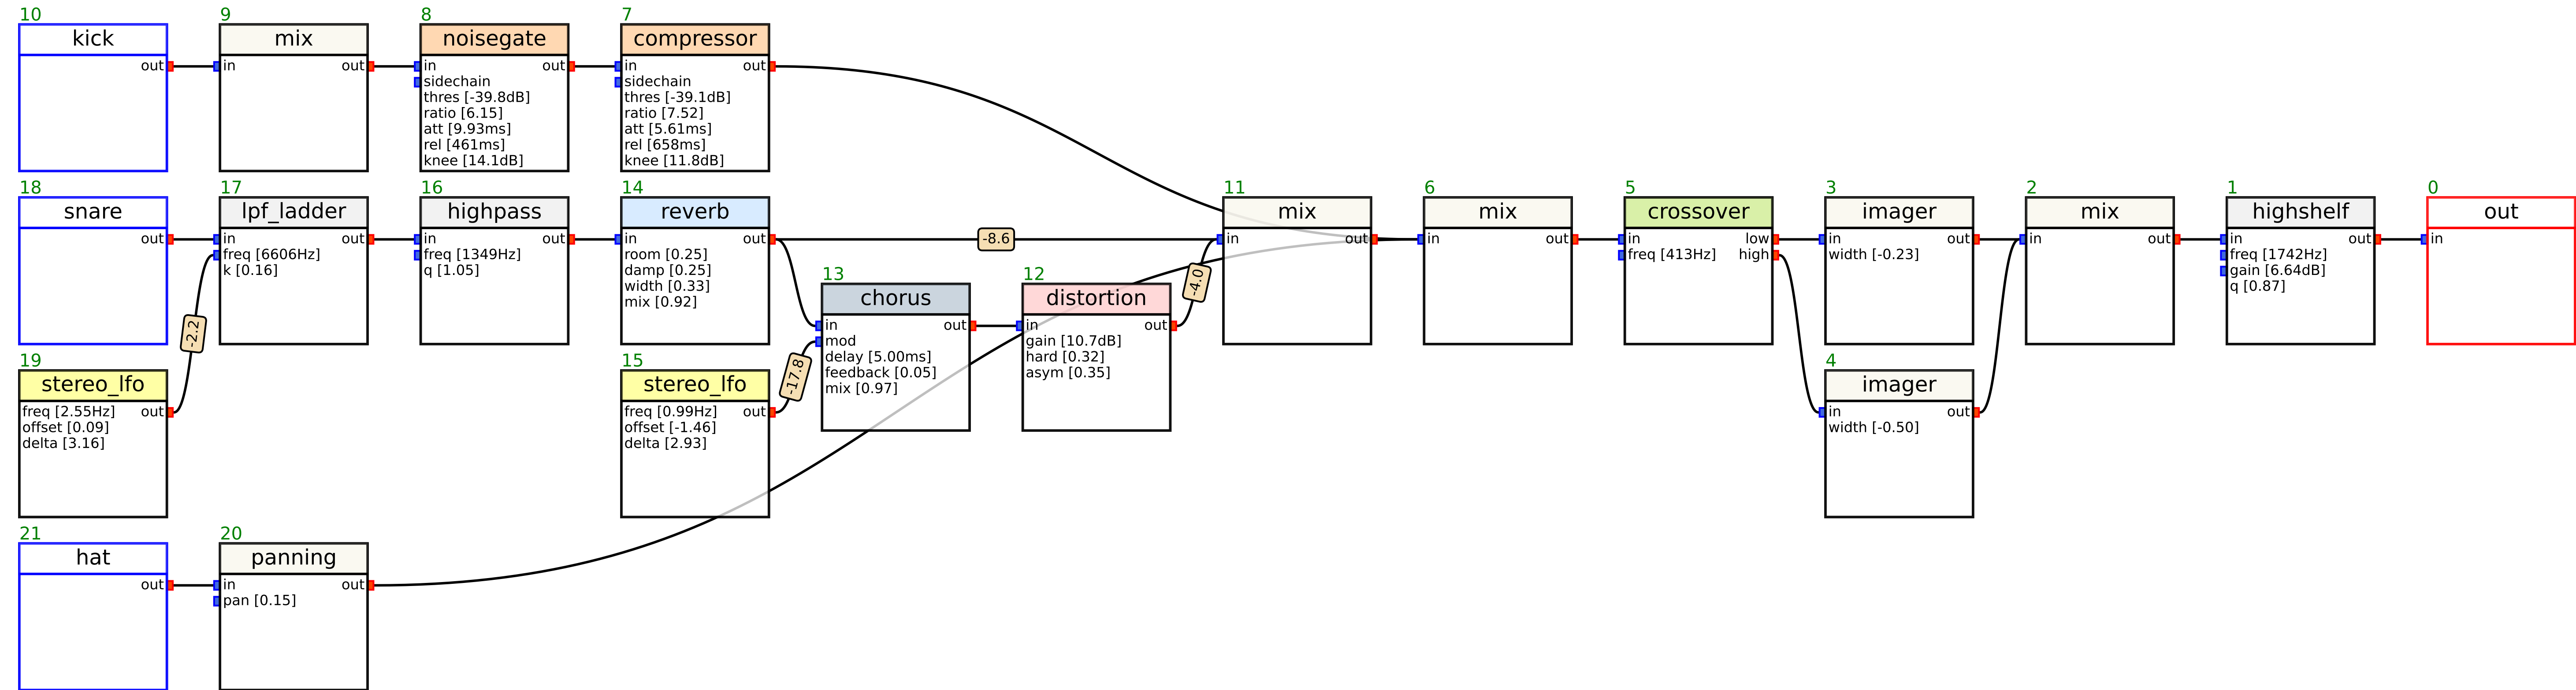 10
kick
out
9
mix
in out
8
noisegate
in out
sidechain
thres [-39.8dB]
ratio [6.15]
att [9.93ms]
rel [461ms]
knee [14.1dB]
7
compressor
in out
sidechain
thres [-39.1dB]
ratio [7.52]
att [5.61ms]
rel [658ms]
knee [11.8dB]
18
snare
out
17
lpf_ladder
in out
freq [6606Hz]
k [0.16]
16
highpass
in out
freq [1349Hz]
q [1.05]
14
reverb
in out
room [0.25]
damp [0.25]
width [0.33]
mix [0.92]
-8.6
11
mix
in out
6
mix
in out
5
crossover
in low
freq [413Hz] high
3
imager
in out
width [-0.23]
2
mix
in out
1
highshelf
in out
freq [1742Hz]
gain [6.64dB]
q [0.87]
0
out
in
13
chorus
in out
mod
delay [5.00ms]
feedback [0.05]
mix [0.97]
12
distortion
in out
gain [10.7dB]
hard [0.32]
asym [0.35]
-4.0
-2.2
19
stereo_lfo
freq [2.55Hz] out
offset [0.09]
delta [3.16]
15
stereo_lfo
freq [0.99Hz] out
offset [-1.46]
delta [2.93]
-17.8
4
imager
in out
width [-0.50]
21
hat
out
20
panning
in out
pan [0.15]